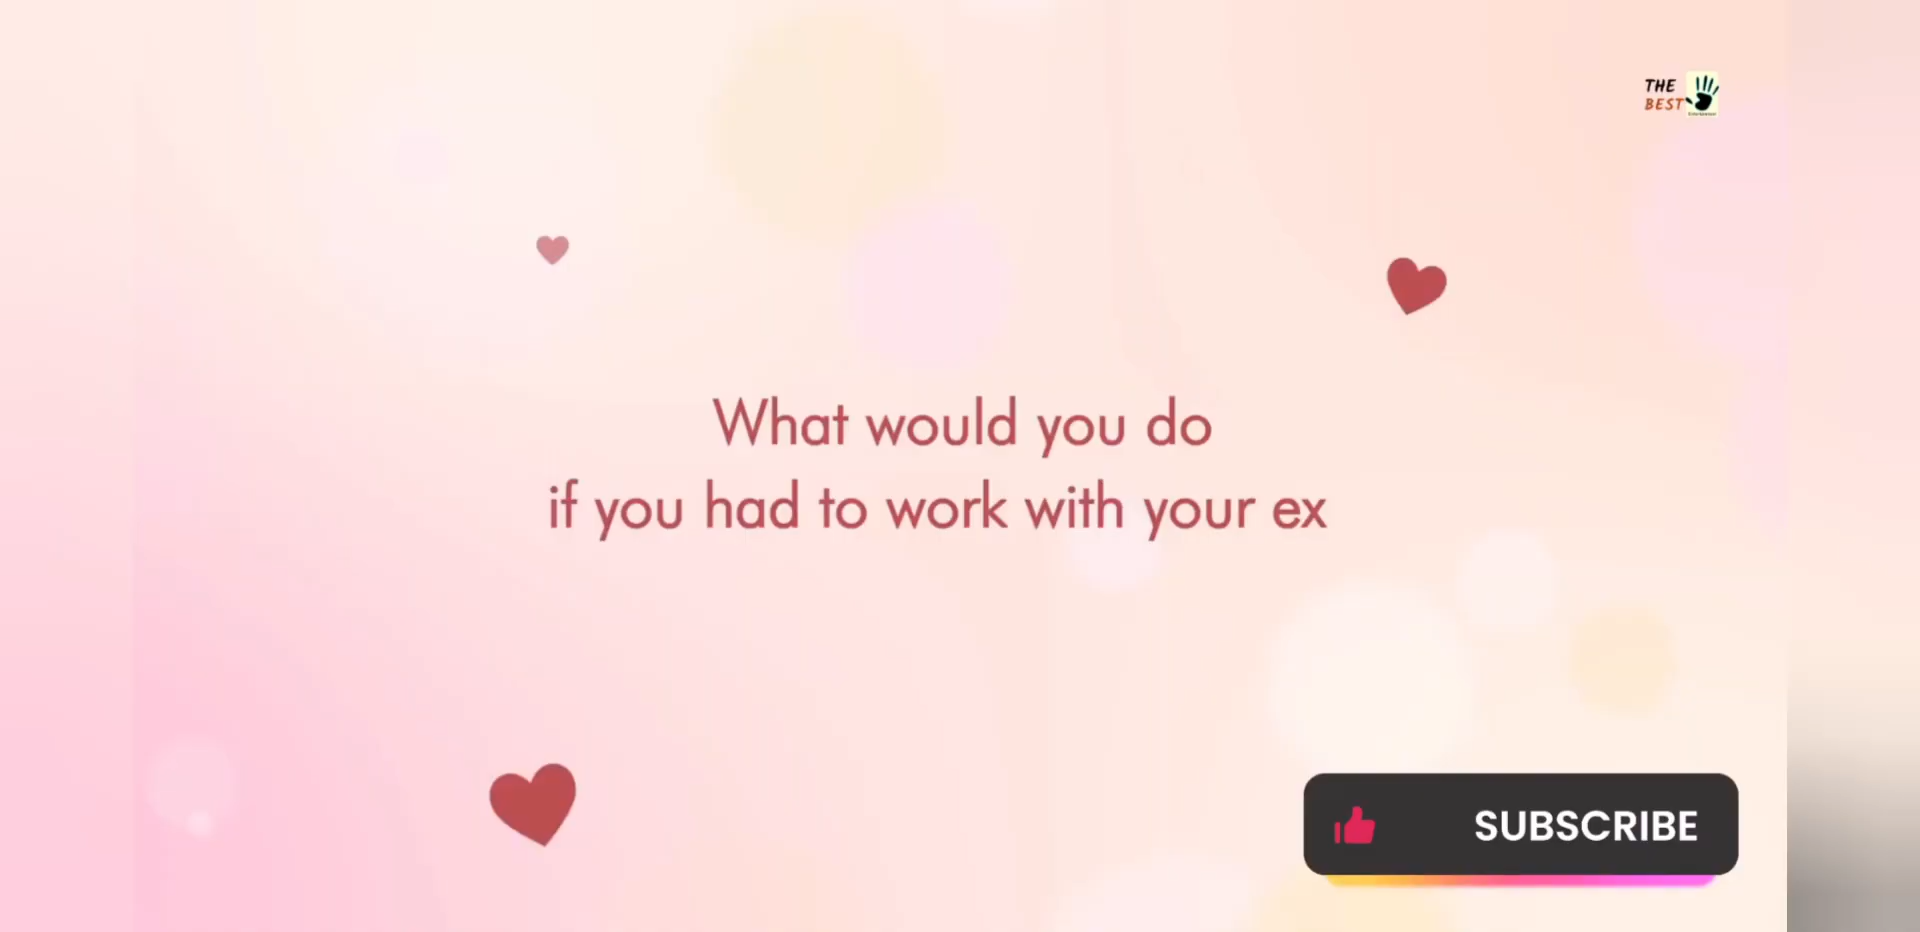 THE
BEST
What would you do
if you had to work with your ex
SUBSCRIBE